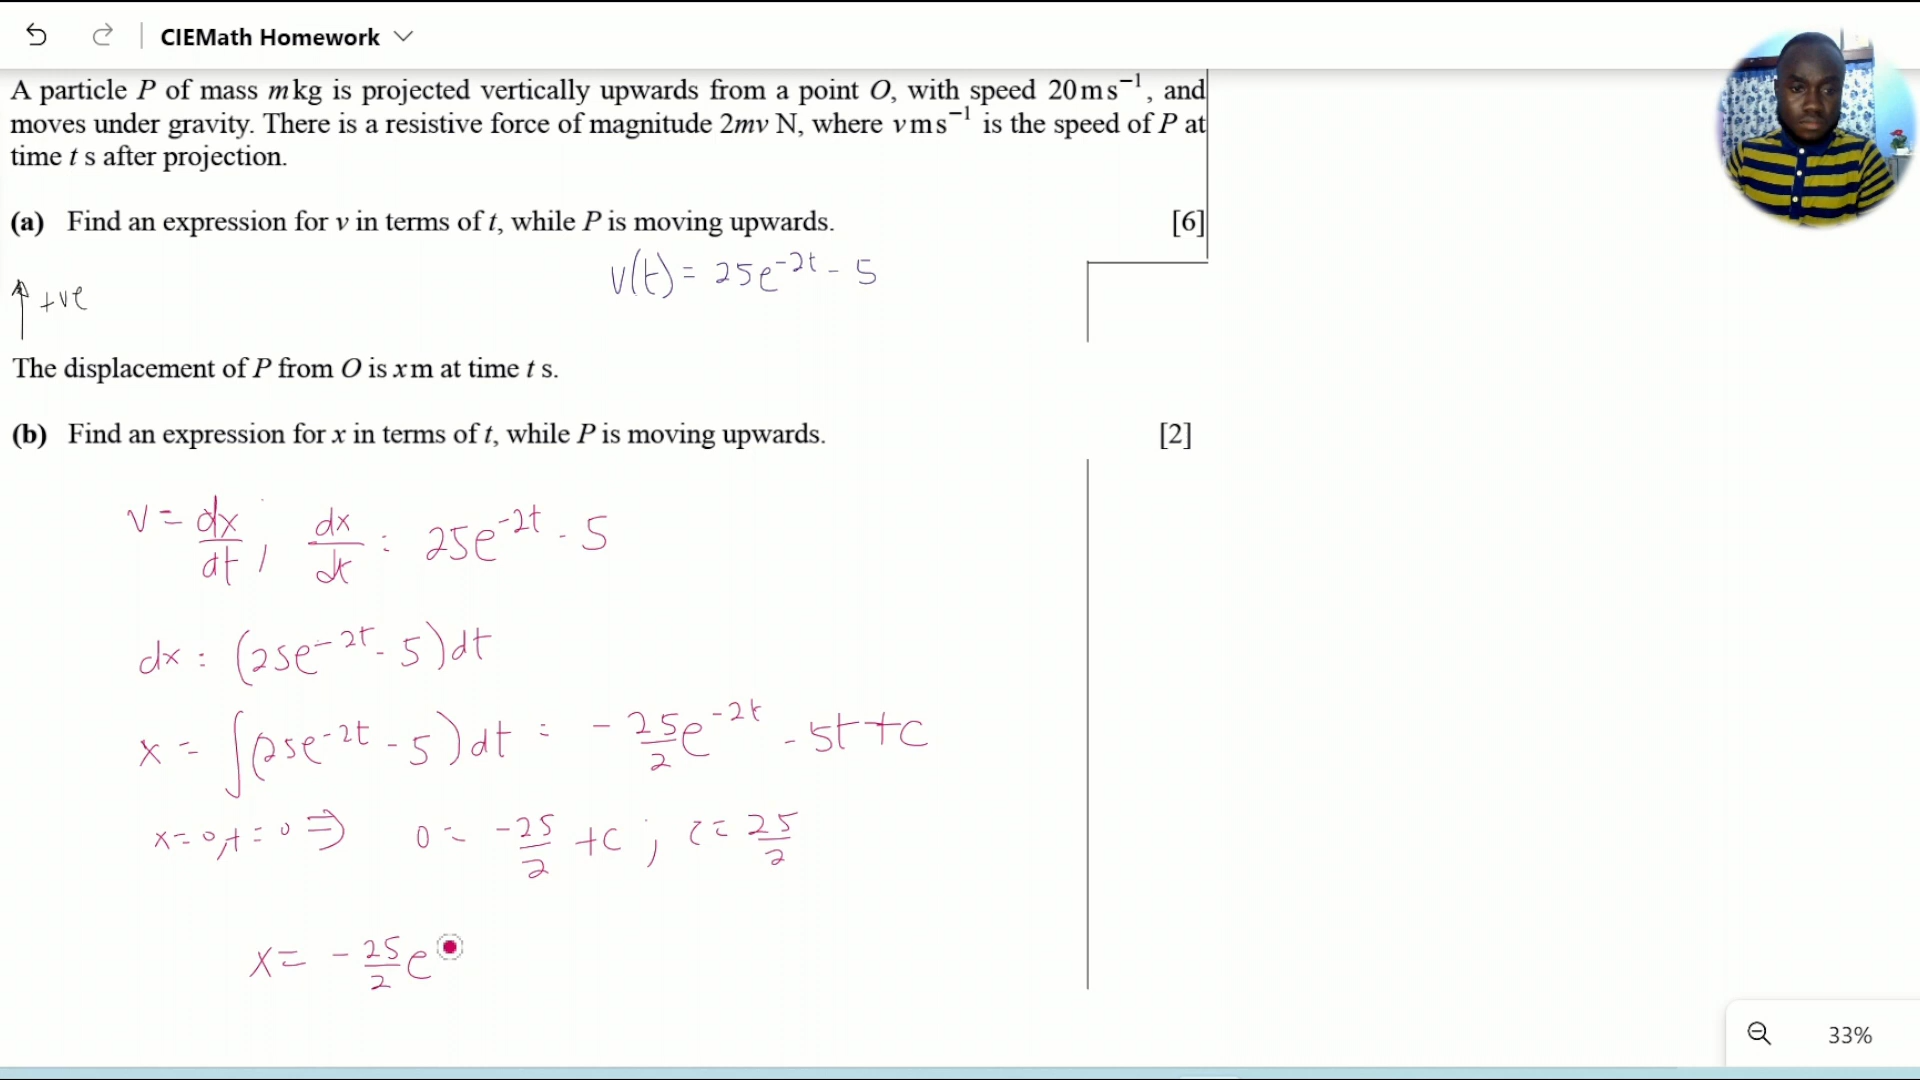 CIEMath Homework
A particle P of mass m kg is projected vertically upwards from a point O, with speed 20 m s⁻¹, and
moves under gravity. There is a resistive force of magnitude 2mv N, where v m s⁻¹ is the speed of P at
time t s after projection.
(a) Find an expression for v in terms of t, while P is moving upwards. [6]
v(t) = 25e⁻²ᵗ - 5
+ve
The displacement of P from O is x m at time t s.
(b) Find an expression for x in terms of t, while P is moving upwards. [2]
v = dx/dt ; dx/dt = 25e⁻²ᵗ - 5
dx = (25e⁻²ᵗ - 5)dt
x = ∫(25e⁻²ᵗ - 5)dt = -25/2 e⁻²ᵗ - 5t + c
x=0, t=0 ⇒ 0 = -25/2 + c ; c = 25/2
x = -25/2 e
33%